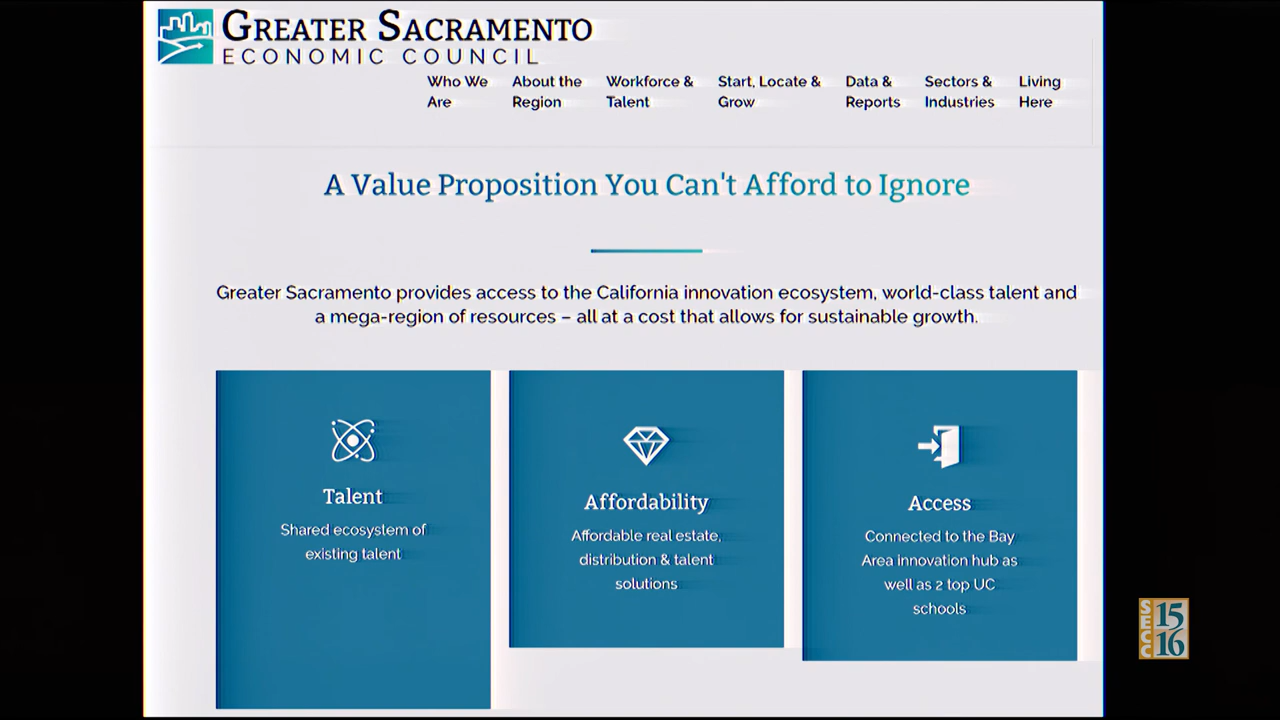 GREATER SACRAMENTO
ECONOMIC COUNCIL
Who We Are
About the Region
Workforce & Talent
Start, Locate & Grow
Data & Reports
Sectors & Industries
Living Here
A Value Proposition You Can't Afford to Ignore
Greater Sacramento provides access to the California innovation ecosystem, world-class talent and
a mega-region of resources – all at a cost that allows for sustainable growth.
Talent
Shared ecosystem of
existing talent
Affordability
Affordable real estate,
distribution & talent
solutions
Access
Connected to the Bay
Area innovation hub as
well as 2 top UC
schools
SECC
15
16